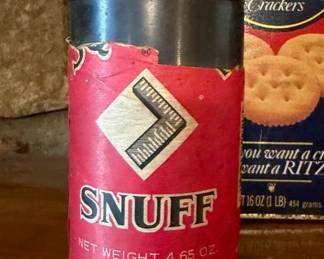 Crackers
SNUFF
NET WEIGHT 4.65 OZ.
you want a
want a RITZ
16 OZ (1 LB) 454 grams